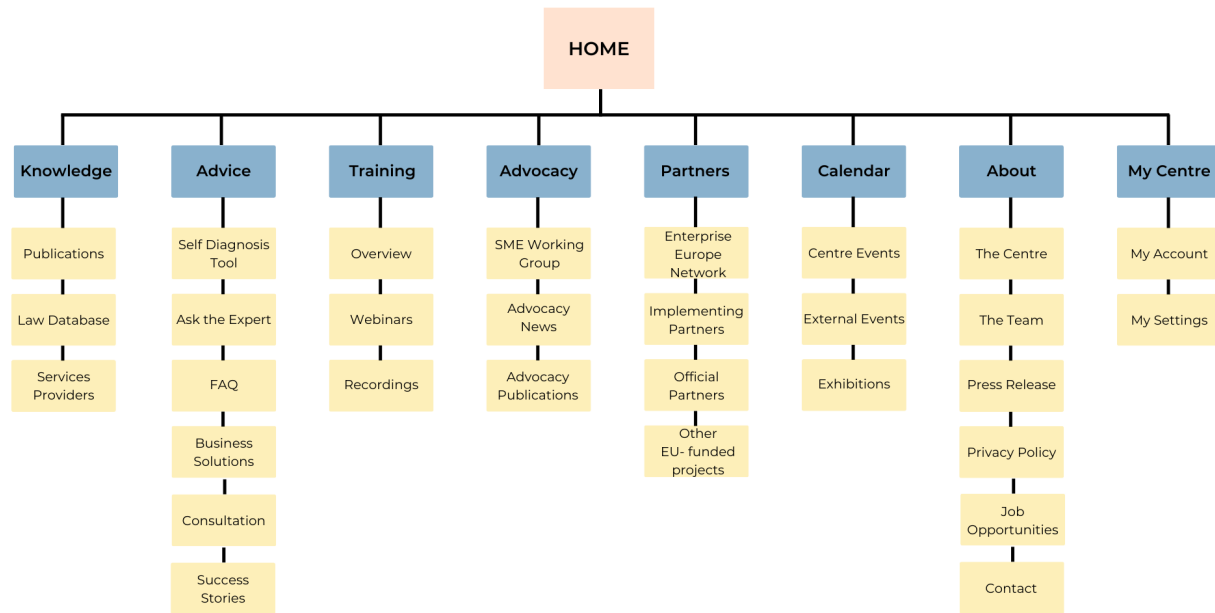 HOME
Knowledge
Advice
Training
Advocacy
Partners
Calendar
About
My Centre
Publications
Law Database
Services
Providers
Self Diagnosis
Tool
Ask the Expert
FAQ
Business
Solutions
Consultation
Success
Stories
Overview
Webinars
Recordings
SME Working
Group
Advocacy
News
Advocacy
Publications
Enterprise
Europe
Network
Implementing
Partners
Official
Partners
Other
EU- funded
projects
Centre Events
External Events
Exhibitions
The Centre
The Team
Press Release
Privacy Policy
Job
Opportunities
Contact
My Account
My Settings